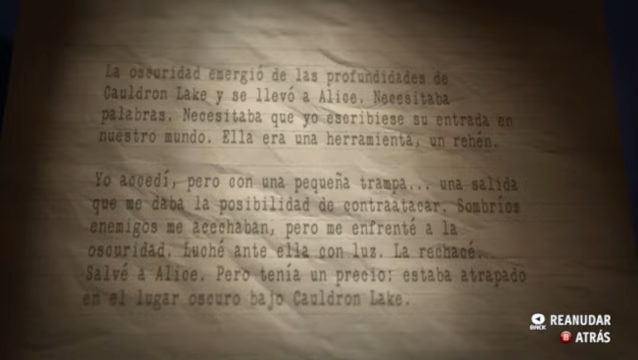 La oscuridad emergió de las profundidades de
Cauldron Lake y se llevó a Alice. Necesitaba
palabras. Necesitaba que yo escribiese su entrada en
nuestro mundo. Ella era una herramienta, un rehén.
Yo accedí, pero con una pequeña trampa... una salida
que me daba la posibilidad de contraatacar. Sombríos
enemigos me acechaban, pero me enfrenté a la
oscuridad. Luché ante ella con luz. La rechacé.
Salvé a Alice. Pero tenía un precio: estaba atrapado
en el lugar oscuro bajo Cauldron Lake.
BACK REANUDAR
B ATRÁS